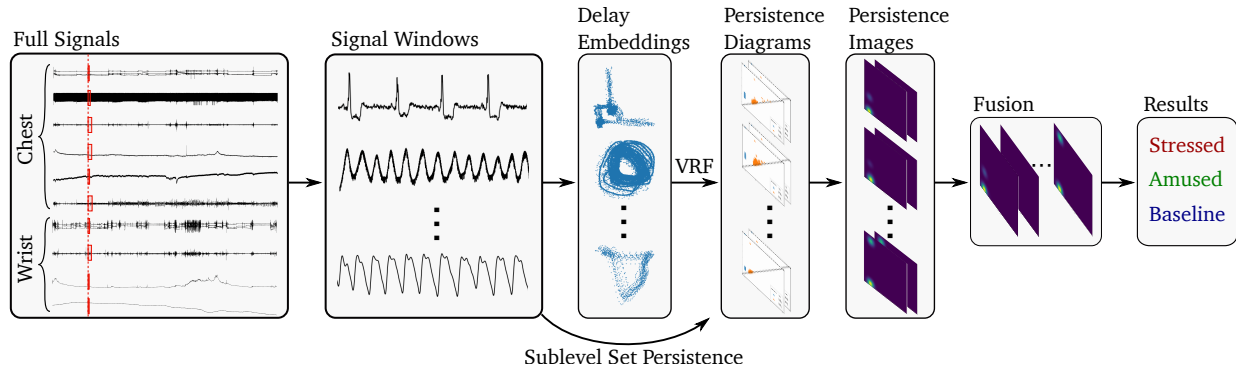 Full Signals
Chest
Wrist
Signal Windows
Delay
Embeddings
VRF
Persistence
Diagrams
Persistence
Images
Fusion
...
Results
Stressed
Amused
Baseline
Sublevel Set Persistence